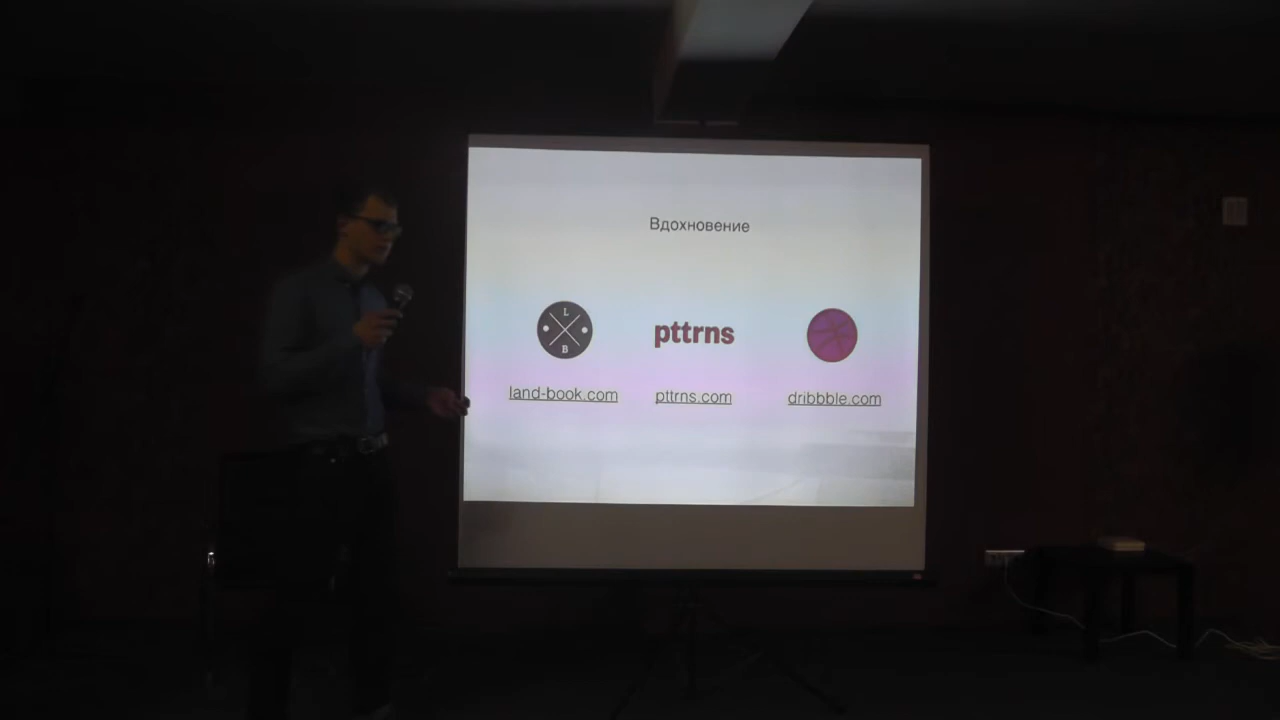 Вдохновение
L
B
pttrns
land-book.com
pttrns.com
dribbble.com